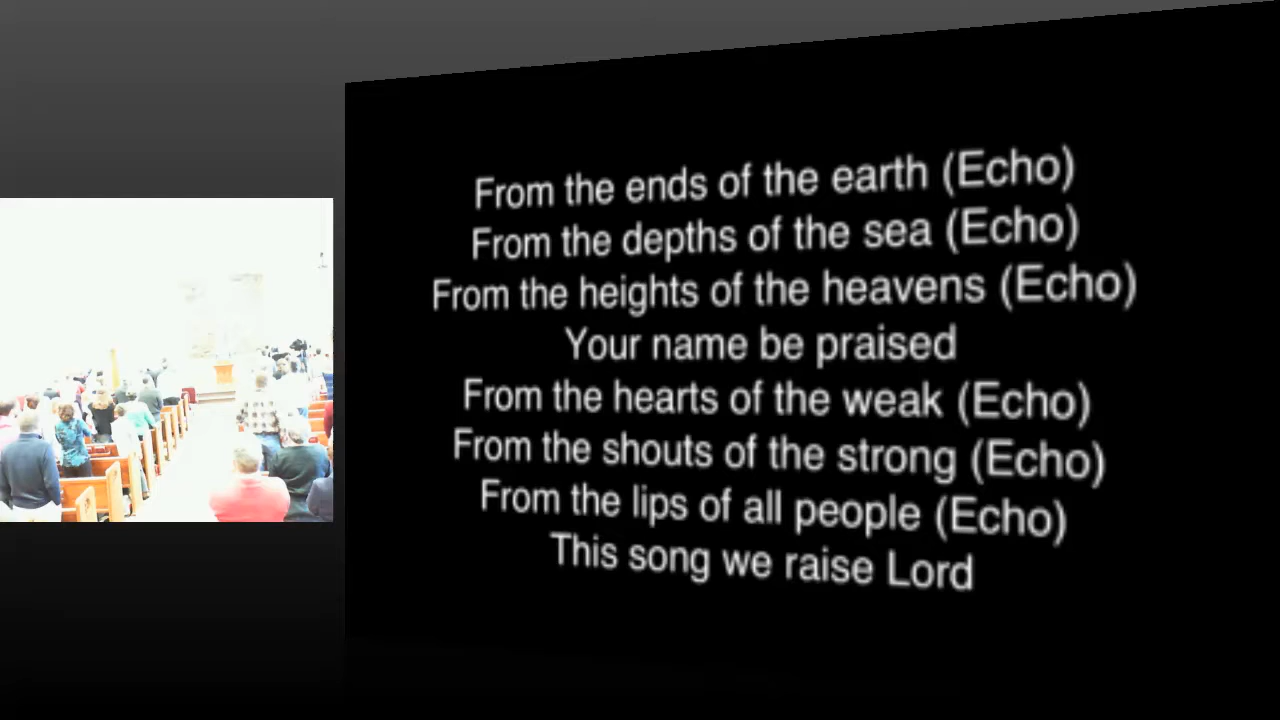 From the ends of the earth (Echo)
From the depths of the sea (Echo)
From the heights of the heavens (Echo)
Your name be praised
From the hearts of the weak (Echo)
From the shouts of the strong (Echo)
From the lips of all people (Echo)
This song we raise Lord